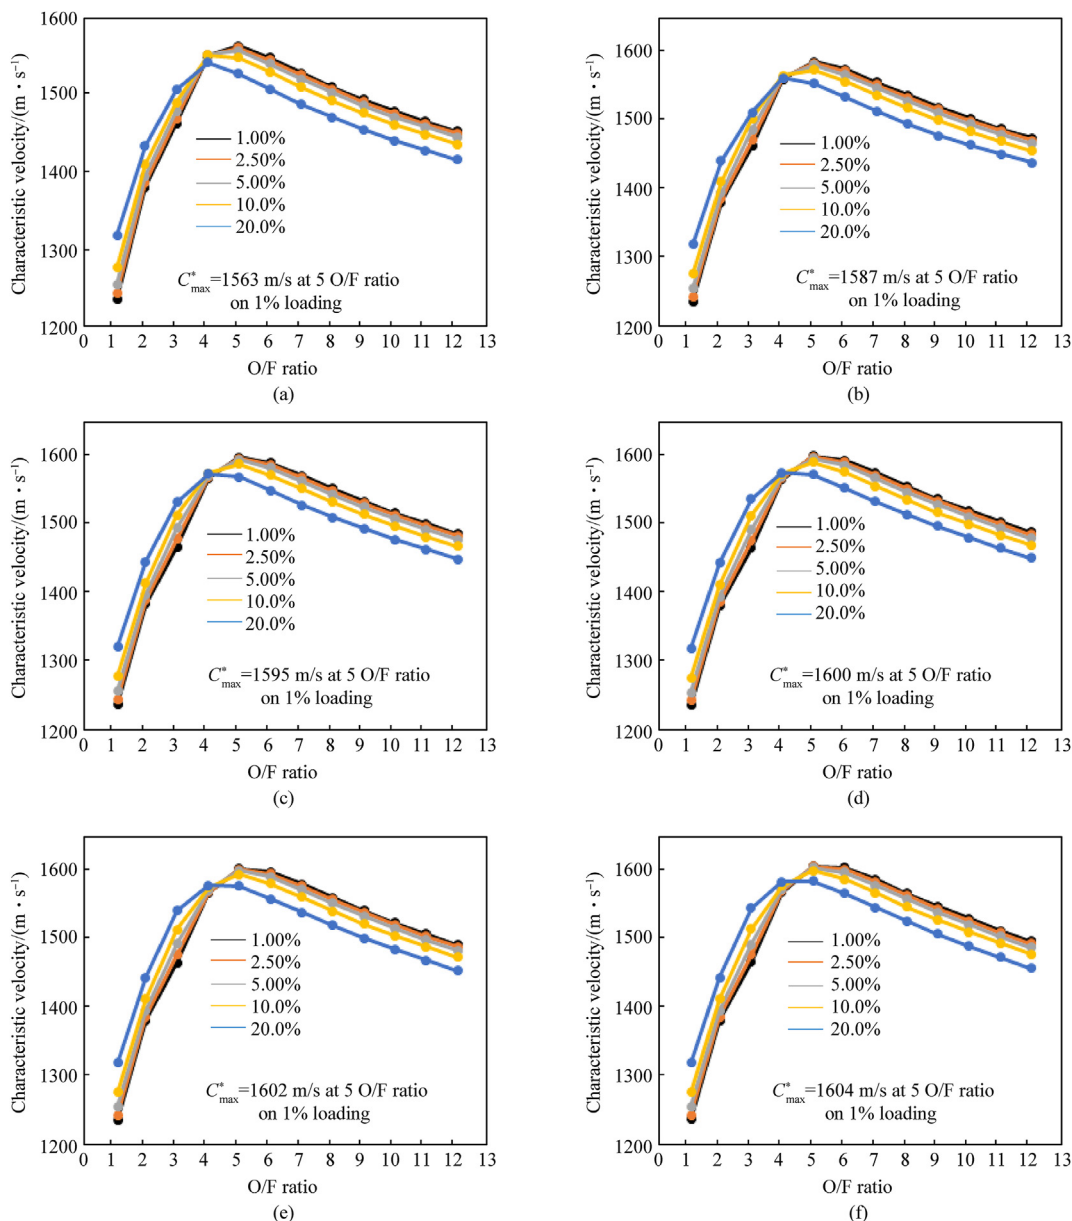 1600
1500
1400
1300
1200
Characteristic velocity/(m · s⁻¹)
1.00%
2.50%
5.00%
10.0%
20.0%
C*max=1563 m/s at 5 O/F ratio
on 1% loading
0 1 2 3 4 5 6 7 8 9 10 11 12 13
O/F ratio
(a)
1600
1500
1400
1300
1200
Characteristic velocity/(m · s⁻¹)
1.00%
2.50%
5.00%
10.0%
20.0%
C*max=1587 m/s at 5 O/F ratio
on 1% loading
0 1 2 3 4 5 6 7 8 9 10 11 12 13
O/F ratio
(b)
1600
1500
1400
1300
1200
Characteristic velocity/(m · s⁻¹)
1.00%
2.50%
5.00%
10.0%
20.0%
C*max=1595 m/s at 5 O/F ratio
on 1% loading
0 1 2 3 4 5 6 7 8 9 10 11 12 13
O/F ratio
(c)
1600
1500
1400
1300
1200
Characteristic velocity/(m · s⁻¹)
1.00%
2.50%
5.00%
10.0%
20.0%
C*max=1600 m/s at 5 O/F ratio
on 1% loading
0 1 2 3 4 5 6 7 8 9 10 11 12 13
O/F ratio
(d)
1600
1500
1400
1300
1200
Characteristic velocity/(m · s⁻¹)
1.00%
2.50%
5.00%
10.0%
20.0%
C*max=1602 m/s at 5 O/F ratio
on 1% loading
0 1 2 3 4 5 6 7 8 9 10 11 12 13
O/F ratio
(e)
1600
1500
1400
1300
1200
Characteristic velocity/(m · s⁻¹)
1.00%
2.50%
5.00%
10.0%
20.0%
C*max=1604 m/s at 5 O/F ratio
on 1% loading
0 1 2 3 4 5 6 7 8 9 10 11 12 13
O/F ratio
(f)